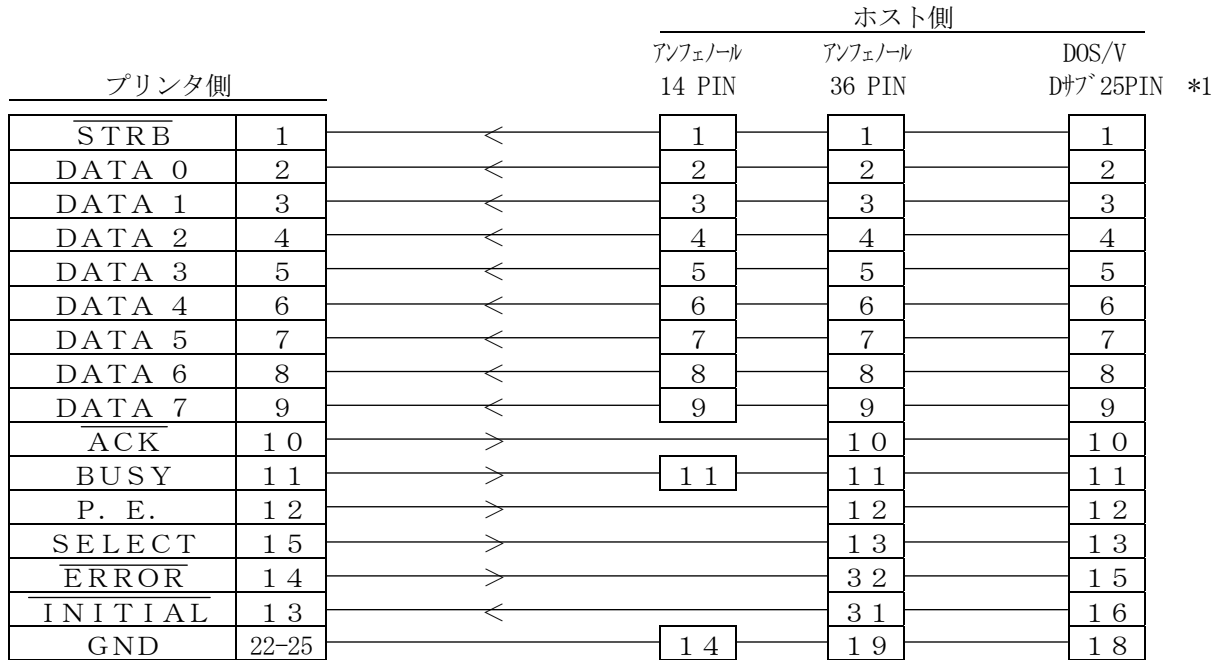 ホスト側
ｱﾝﾌｪﾉｰﾙ ｱﾝﾌｪﾉｰﾙ DOS/V
プリンタ側 14 PIN 36 PIN Dｻﾌﾞ25PIN *1
ＳＴＲＢ １ １ １ １
ＤＡＴＡ ０ ２ ２ ２ ２
ＤＡＴＡ １ ３ ３ ３ ３
ＤＡＴＡ ２ ４ ４ ４ ４
ＤＡＴＡ ３ ５ ５ ５ ５
ＤＡＴＡ ４ ６ ６ ６ ６
ＤＡＴＡ ５ ７ ７ ７ ７
ＤＡＴＡ ６ ８ ８ ８ ８
ＤＡＴＡ ７ ９ ９ ９ ９
ＡＣＫ １０ １０ １０
ＢＵＳＹ １１ １１ １１ １１
Ｐ．Ｅ． １２ １２ １２
ＳＥＬＥＣＴ １５ １３ １３
ＥＲＲＯＲ １４ ３２ １５
ＩＮＩＴＩＡＬ １３ ３１ １６
ＧＮＤ 22-25 １４ １９ １８